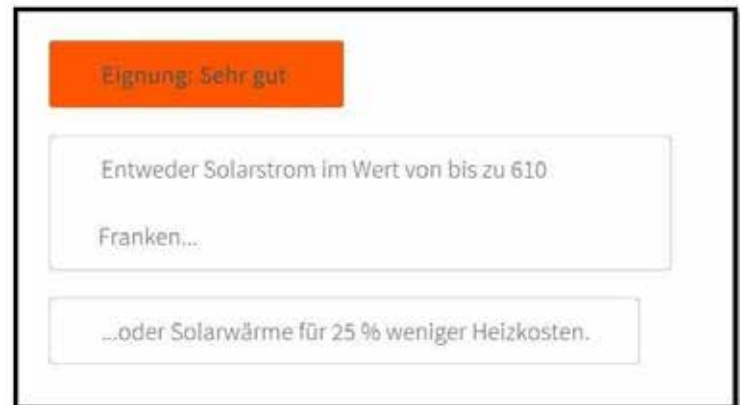 Eignung: Sehr gut
Entweder Solarstrom im Wert von bis zu 610
Franken...
...oder Solarwärme für 25 % weniger Heizkosten.